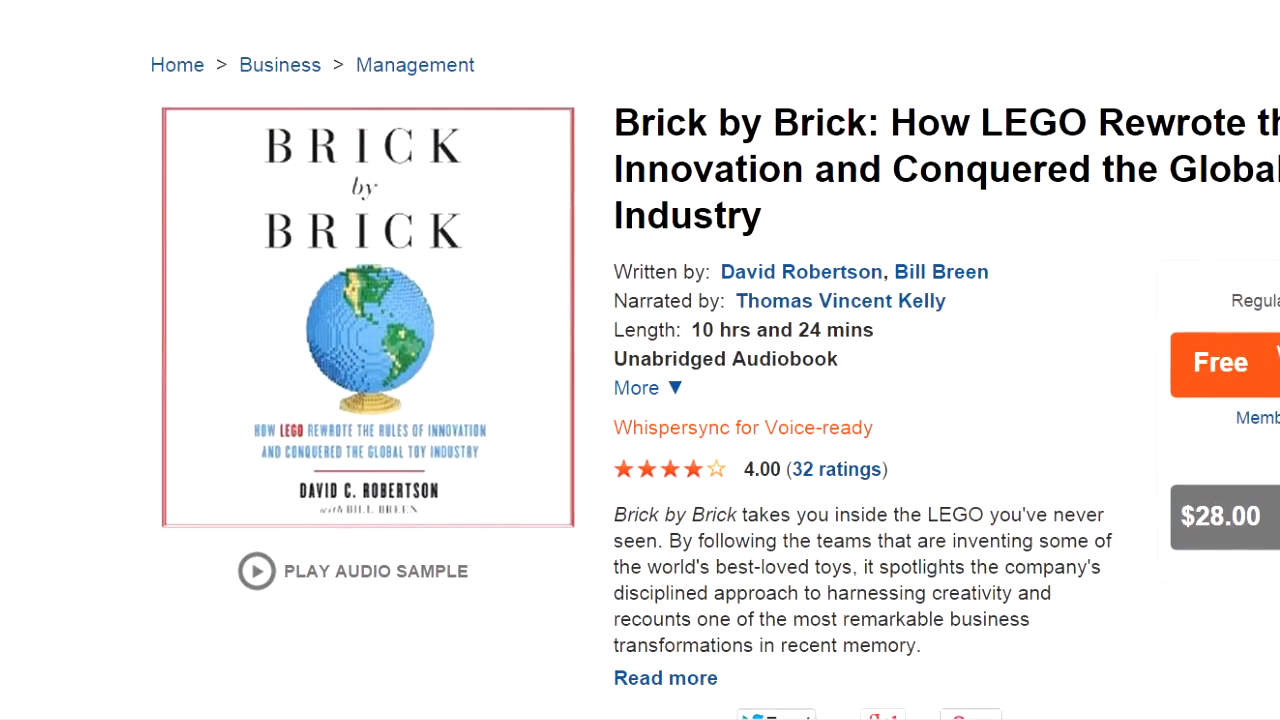 Home > Business > Management
BRICK
by
BRICK
HOW LEGO REWROTE THE RULES OF INNOVATION
AND CONQUERED THE GLOBAL TOY INDUSTRY
DAVID C. ROBERTSON
with BILL BREEN
PLAY AUDIO SAMPLE
Brick by Brick: How LEGO Rewrote th
Innovation and Conquered the Global
Industry
Written by: David Robertson, Bill Breen
Narrated by: Thomas Vincent Kelly
Length: 10 hrs and 24 mins
Unabridged Audiobook
More ▼
Whispersync for Voice-ready
4.00 (32 ratings)
Brick by Brick takes you inside the LEGO you've never
seen. By following the teams that are inventing some of
the world's best-loved toys, it spotlights the company's
disciplined approach to harnessing creativity and
recounts one of the most remarkable business
transformations in recent memory.
Read more
Regula
Free
Memb
$28.00